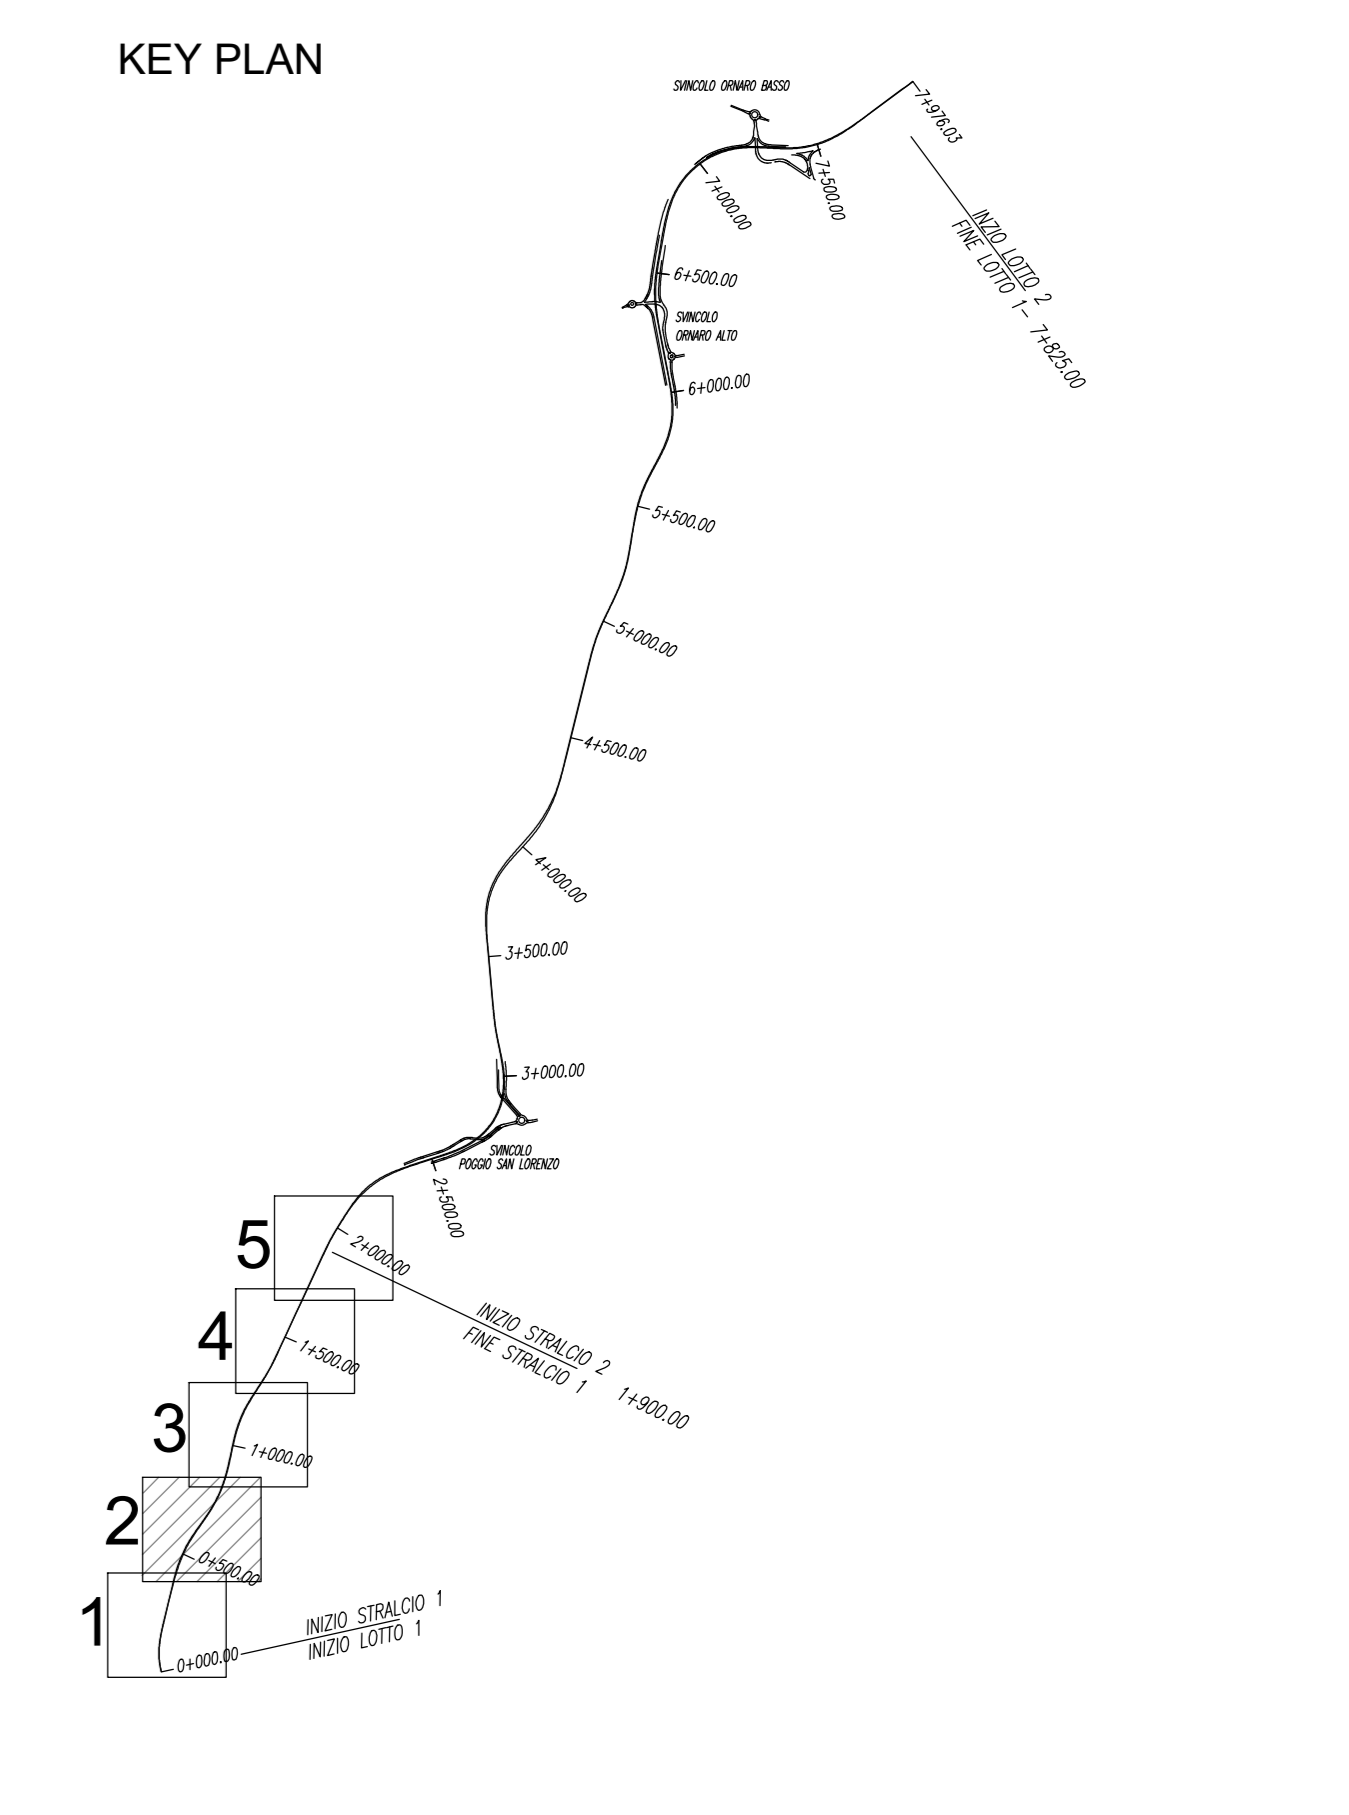 KEY PLAN
SVINCOLO ORNARO BASSO
7+976.03
7+500.00
7+000.00
INZIO LOTTO 2
FINE LOTTO 1- 7+825.00
6+500.00
SVINCOLO
ORNARO ALTO
6+000.00
5+500.00
5+000.00
4+500.00
4+000.00
3+500.00
3+000.00
SVINCOLO
POGGIO SAN LORENZO
2+500.00
5
2+000.00
INIZIO STRALCIO 2
FINE STRALCIO 1 1+900.00
4
1+500.00
3
1+000.00
2
0+500.00
1
INIZIO STRALCIO 1
INIZIO LOTTO 1
0+000.00